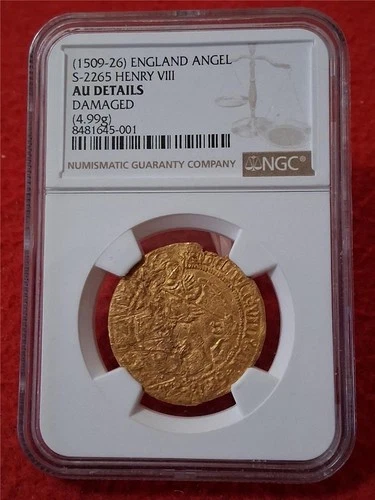 (1509-26) ENGLAND ANGEL
S-2265 HENRY VIII
AU DETAILS
DAMAGED
(4.99g)
8481645-001
NUMISMATIC GUARANTY COMPANY NGC®